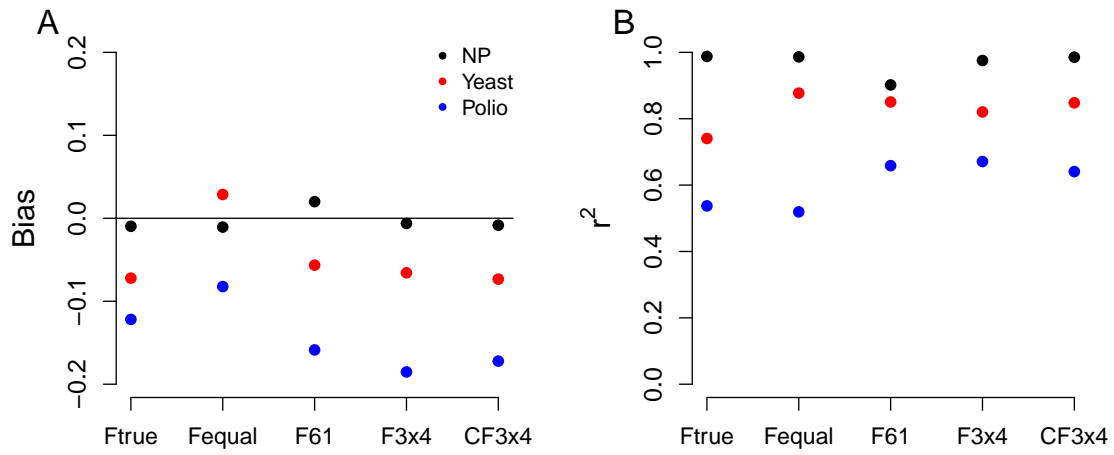 A
Bias
0.2
0.1
0.0
−0.1
−0.2
NP
Yeast
Polio
Ftrue Fequal F61 F3x4 CF3x4
B
r²
1.0
0.8
0.6
0.4
0.2
0.0
Ftrue Fequal F61 F3x4 CF3x4